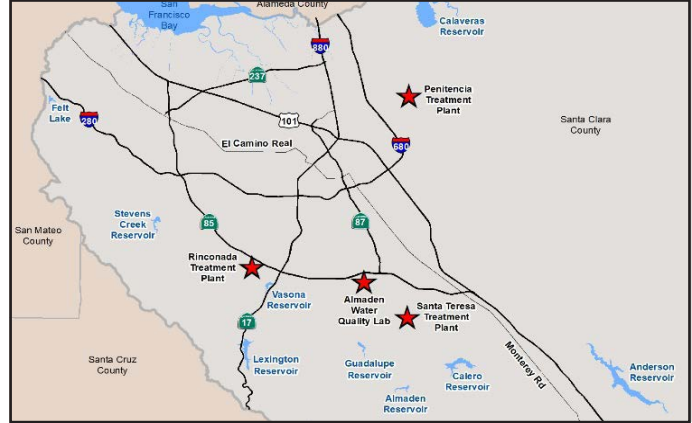 San
Francisco
Bay
Alameda County
Calaveras
Reservoir
880
237
Penitencia
Treatment
Plant
Felt
Lake
280
101
Santa Clara
County
El Camino Real
680
Stevens
Creek
Reservoir
San Mateo
County
85
87
Rinconada
Treatment
Plant
Vasona
Reservoir
Almaden
Water
Quality Lab
Santa Teresa
Treatment
Plant
17
Santa Cruz
County
Lexington
Reservoir
Guadalupe
Reservoir
Calero
Reservoir
Almaden
Reservoir
Monterey Rd
Anderson
Reservoir